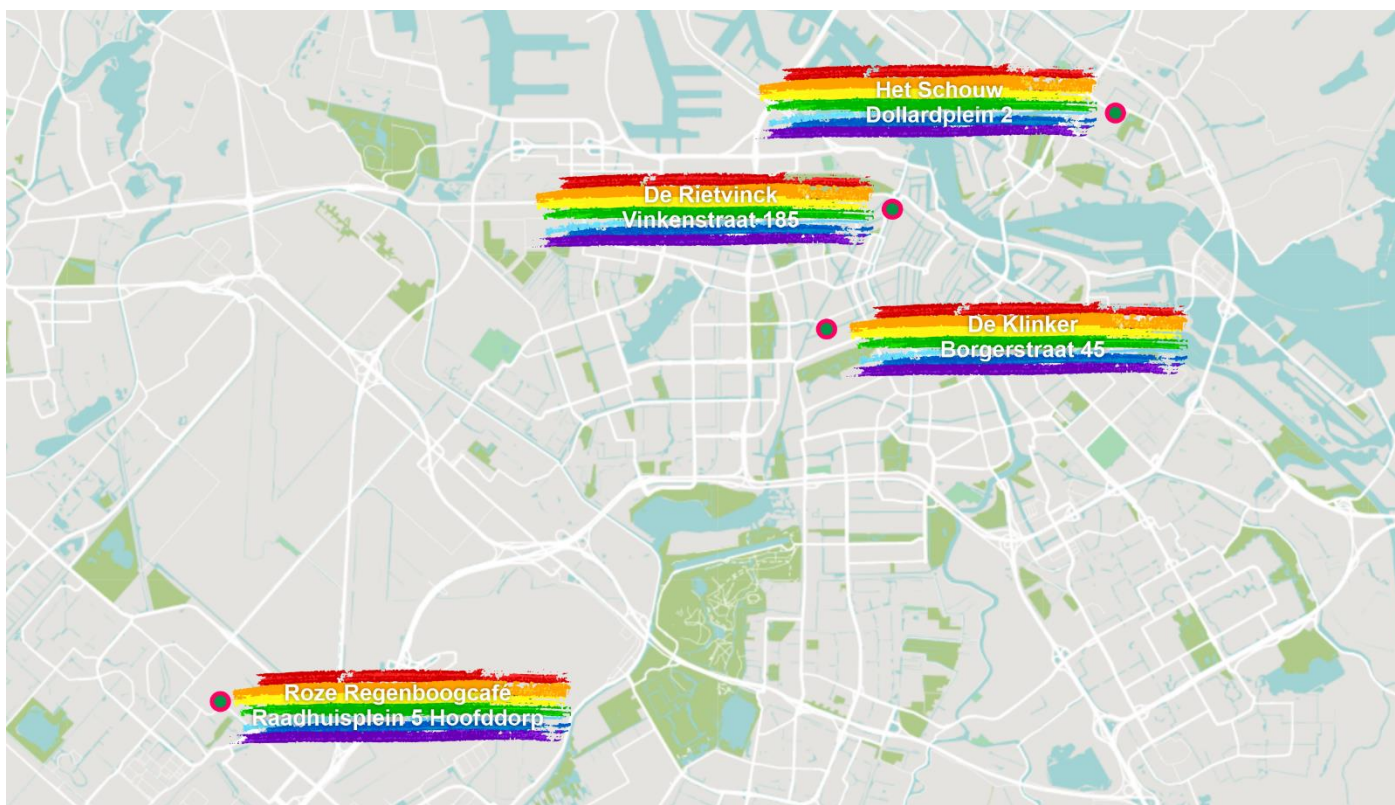 Het Schouw
Dollardplein 2
De Rietvinck
Vinkenstraat 185
De Klinker
Borgerstraat 45
Roze Regenboogcafé
Raadhuisplein 5 Hoofddorp